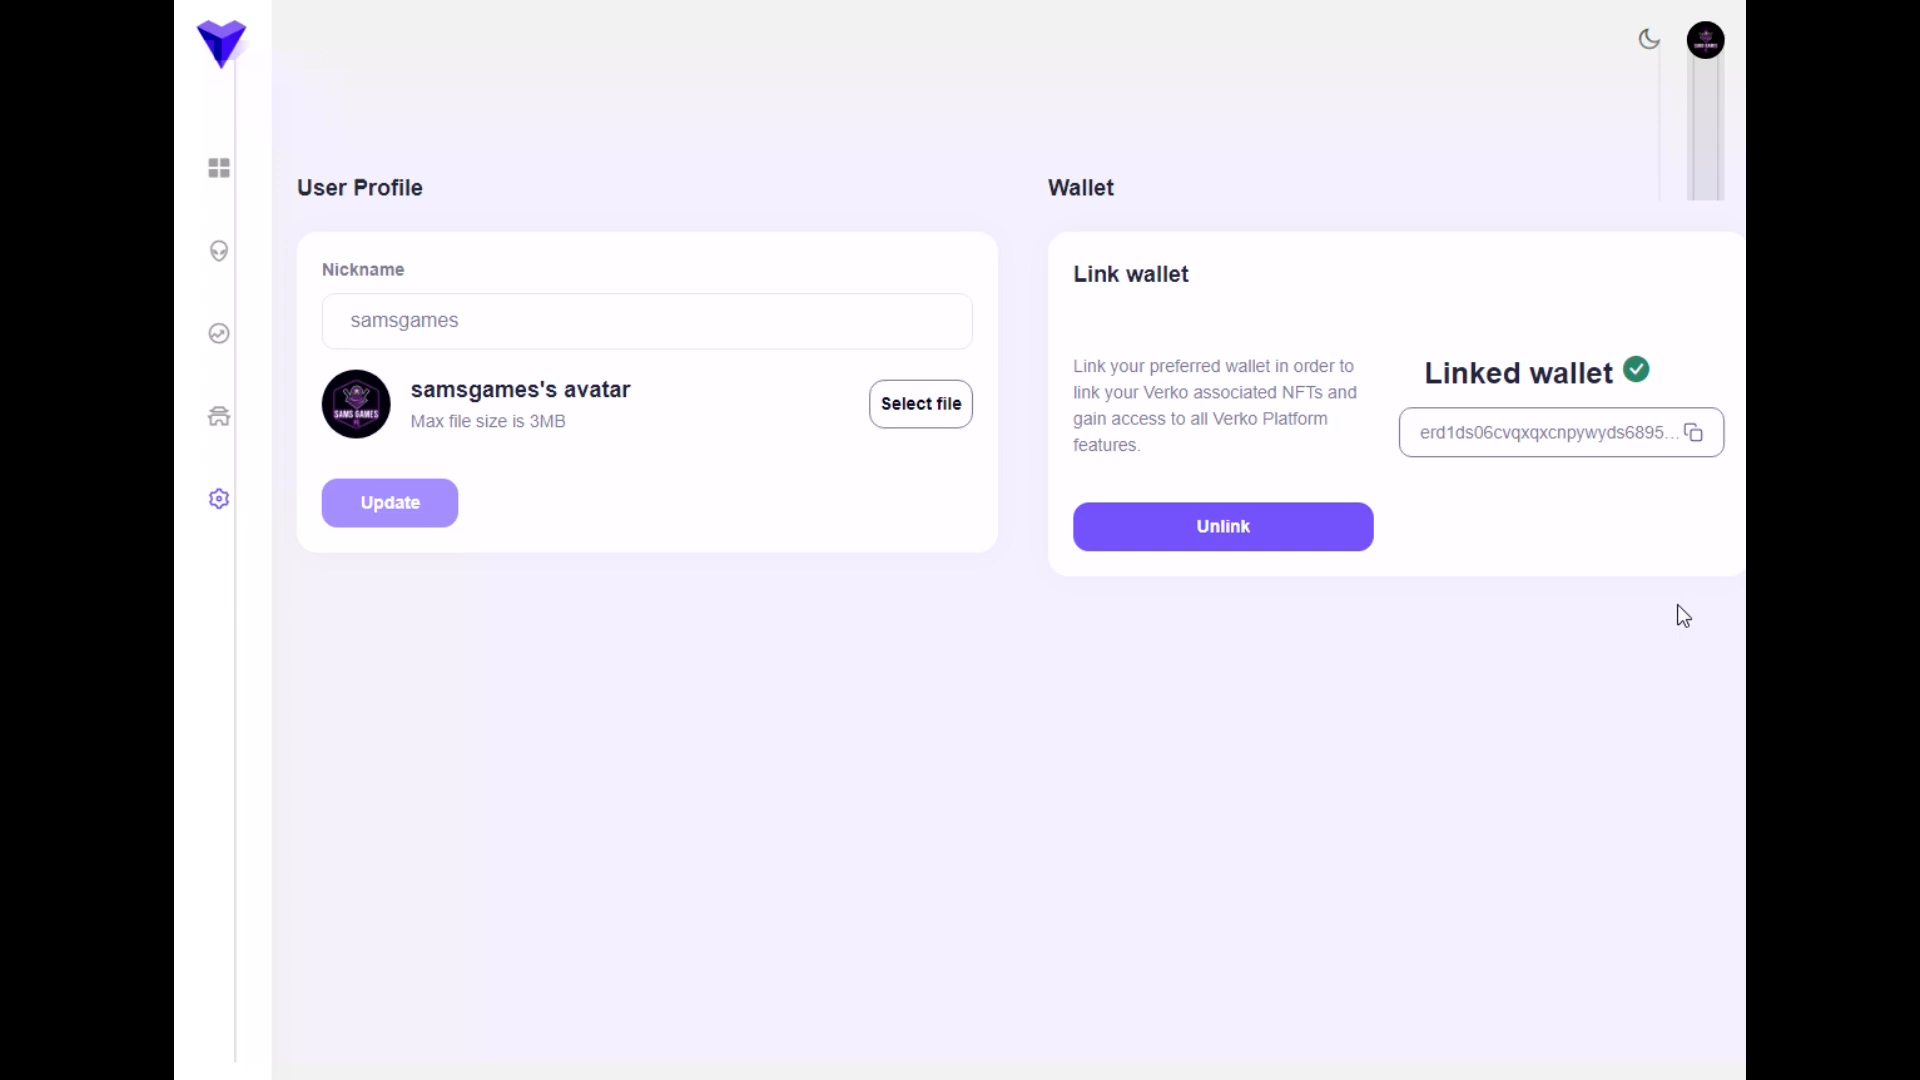 User Profile
Nickname
samsgames
SAMS GAMES
samsgames's avatar
Max file size is 3MB
Select file
Update
Wallet
Link wallet
Link your preferred wallet in order to
link your Verko associated NFTs and
gain access to all Verko Platform
features.
Unlink
Linked wallet
erd1ds06cvqxqxcnpywyds6895...